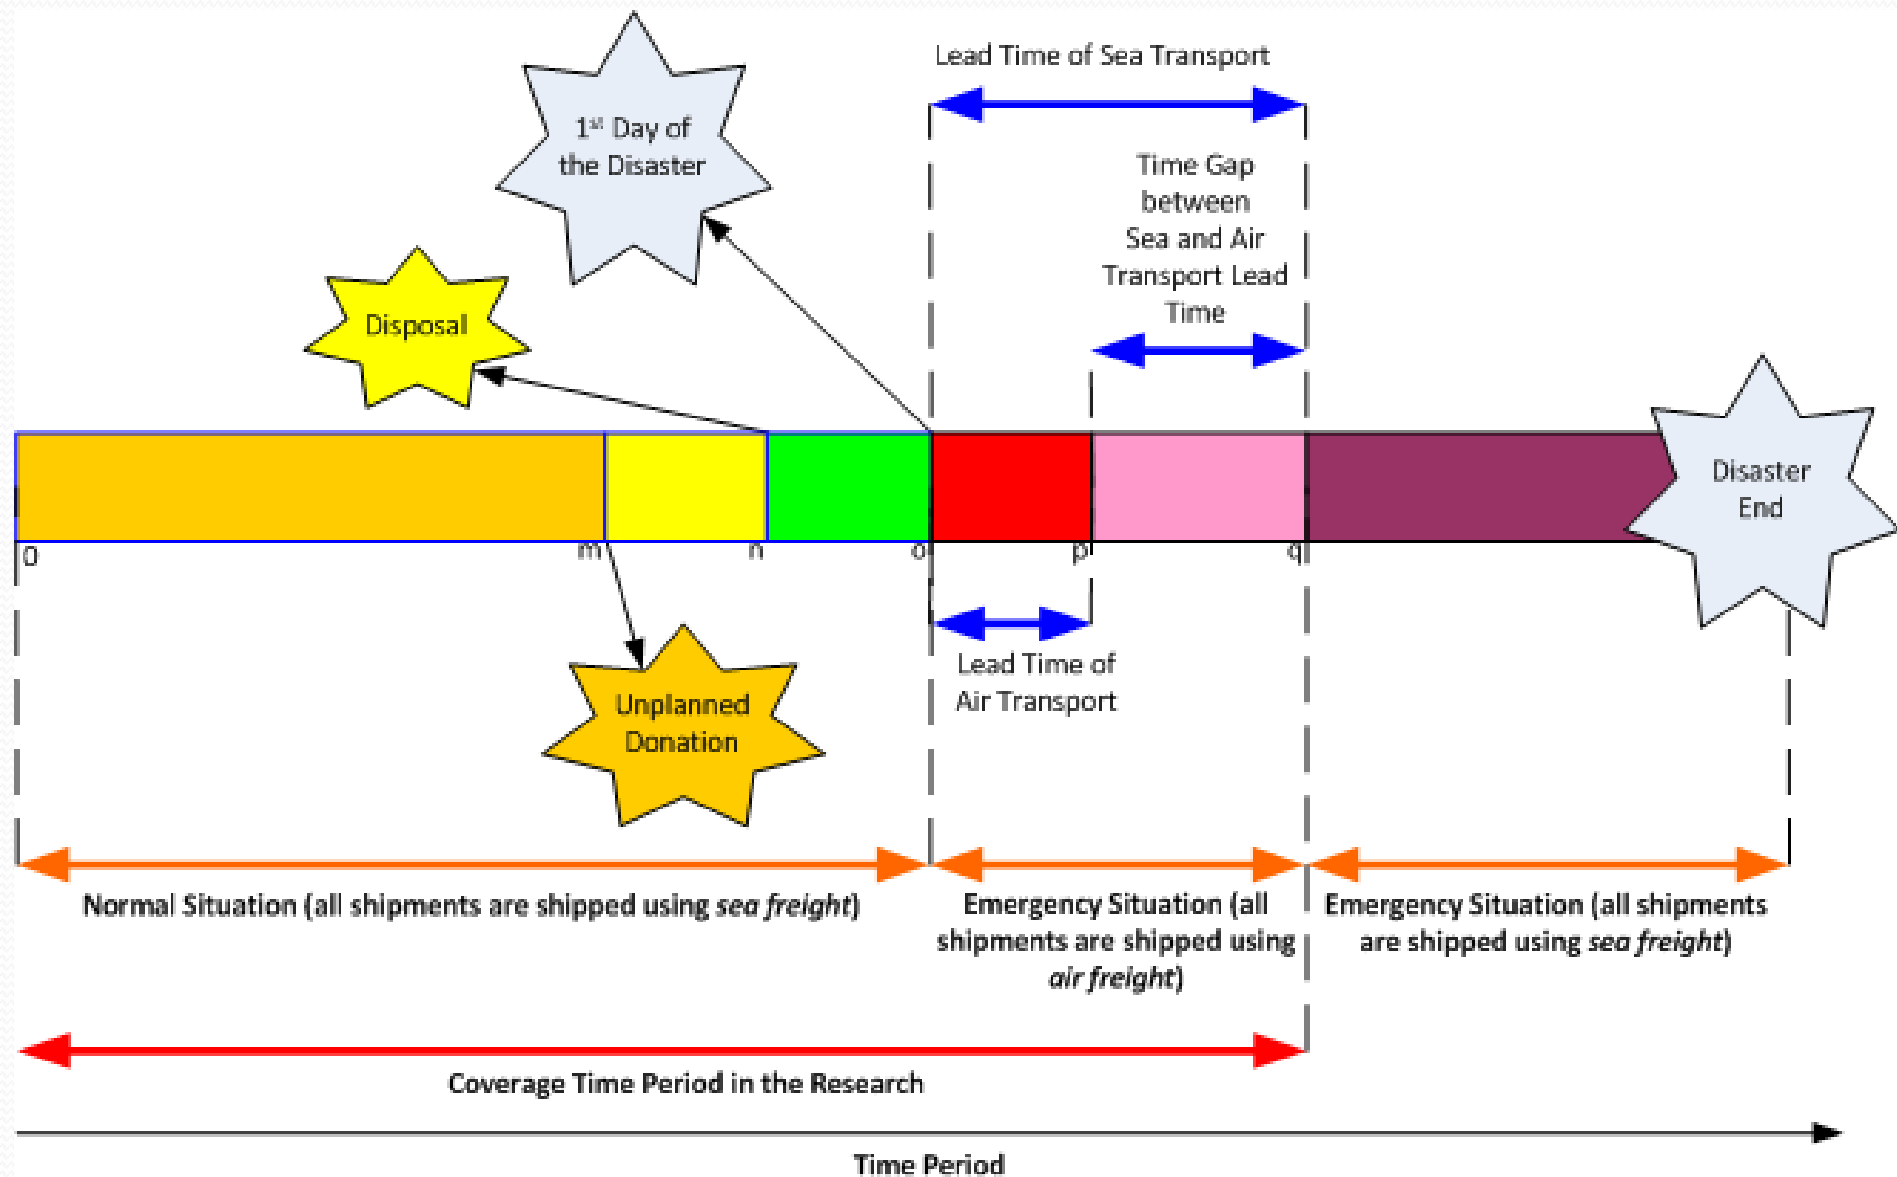 Lead Time of Sea Transport
1st Day of
the Disaster
Time Gap
between
Sea and Air
Transport Lead
Time
Disposal
Disaster
End
0
m
n
o
p
q
Lead Time of
Air Transport
Unplanned
Donation
Normal Situation (all shipments are shipped using sea freight)
Emergency Situation (all
shipments are shipped using
air freight)
Emergency Situation (all shipments
are shipped using sea freight)
Coverage Time Period in the Research
Time Period